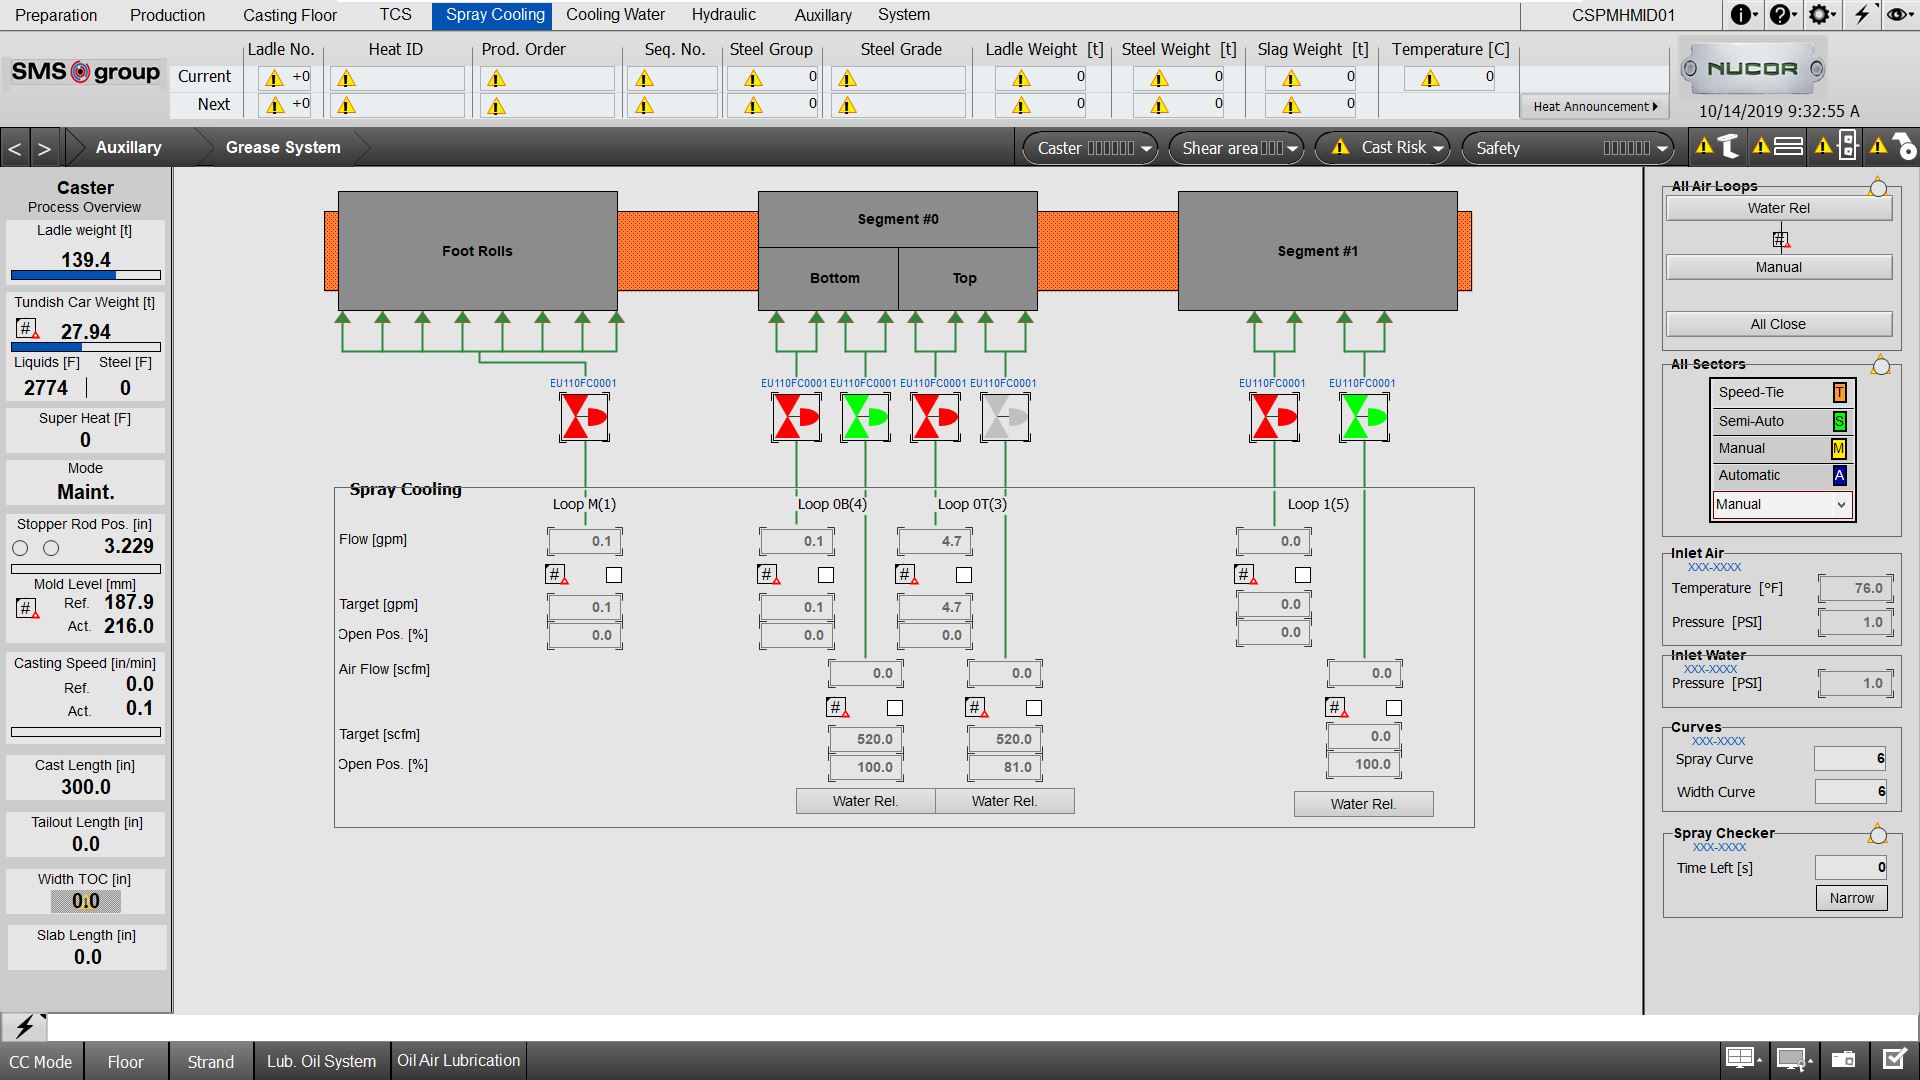 Preparation Production Casting Floor TCS Spray Cooling Cooling Water Hydraulic Auxillary System CSPMHMID01
Ladle No. Heat ID Prod. Order Seq. No. Steel Group Steel Grade Ladle Weight [t] Steel Weight [t] Slag Weight [t] Temperature [C]
SMS group
NUCOR
Current +0 0 0 0 0 0
Next +0 0 0 0 0
Heat Announcement
10/14/2019 9:32:55 A
< > Auxillary Grease System Caster Shear area Cast Risk Safety
Caster
Process Overview
Ladle weight [t]
139.4
Tundish Car Weight [t]
# 27.94
Liquids [F] Steel [F]
2774 0
Super Heat [F]
0
Mode
Maint.
Stopper Rod Pos. [in]
3.229
Mold Level [mm]
# Ref. 187.9
Act. 216.0
Casting Speed [in/min]
Ref. 0.0
Act. 0.1
Cast Length [in]
300.0
Tailout Length [in]
0.0
Width TOC [in]
0.0
Slab Length [in]
0.0
Foot Rolls
Segment #0
Bottom Top
Segment #1
EU110FC0001 EU110FC0001 EU110FC0001 EU110FC0001 EU110FC0001 EU110FC0001 EU110FC0001
Spray Cooling
Loop M(1) Loop 0B(4) Loop 0T(3) Loop 1(5)
Flow [gpm] 0.1 0.1 4.7 0.0
# # # #
Target [gpm] 0.1 0.1 4.7 0.0
Open Pos. [%] 0.0 0.0 0.0 0.0
Air Flow [scfm] 0.0 0.0 0.0
# # #
Target [scfm] 520.0 520.0 0.0
Open Pos. [%] 100.0 81.0 100.0
Water Rel. Water Rel. Water Rel.
All Air Loops
Water Rel
#
Manual
All Close
All Sectors
Speed-Tie T
Semi-Auto S
Manual M
Automatic A
Manual
Inlet Air
XXX-XXXX
Temperature [°F] 76.0
Pressure [PSI] 1.0
Inlet Water
XXX-XXXX
Pressure [PSI] 1.0
Curves
XXX-XXXX
Spray Curve 6
Width Curve 6
Spray Checker
XXX-XXXX
Time Left [s] 0
Narrow
CC Mode Floor Strand Lub. Oil System Oil Air Lubrication